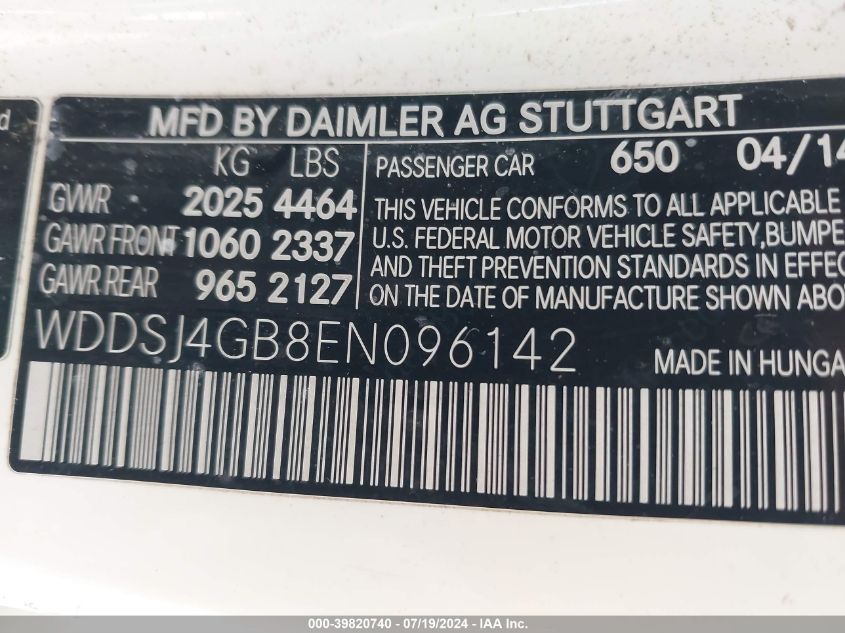 d
MFD BY DAIMLER AG STUTTGART
KG LBS
GVWR 2025 4464
GAWR FRONT 1060 2337
GAWR REAR 965 2127
PASSENGER CAR 650 04/14
THIS VEHICLE CONFORMS TO ALL APPLICABLE
U.S. FEDERAL MOTOR VEHICLE SAFETY,BUMPE
AND THEFT PREVENTION STANDARDS IN EFFEC
ON THE DATE OF MANUFACTURE SHOWN ABO
WDDSJ4GB8EN096142
MADE IN HUNGA
000-39820740 - 07/19/2024 - IAAI.COM